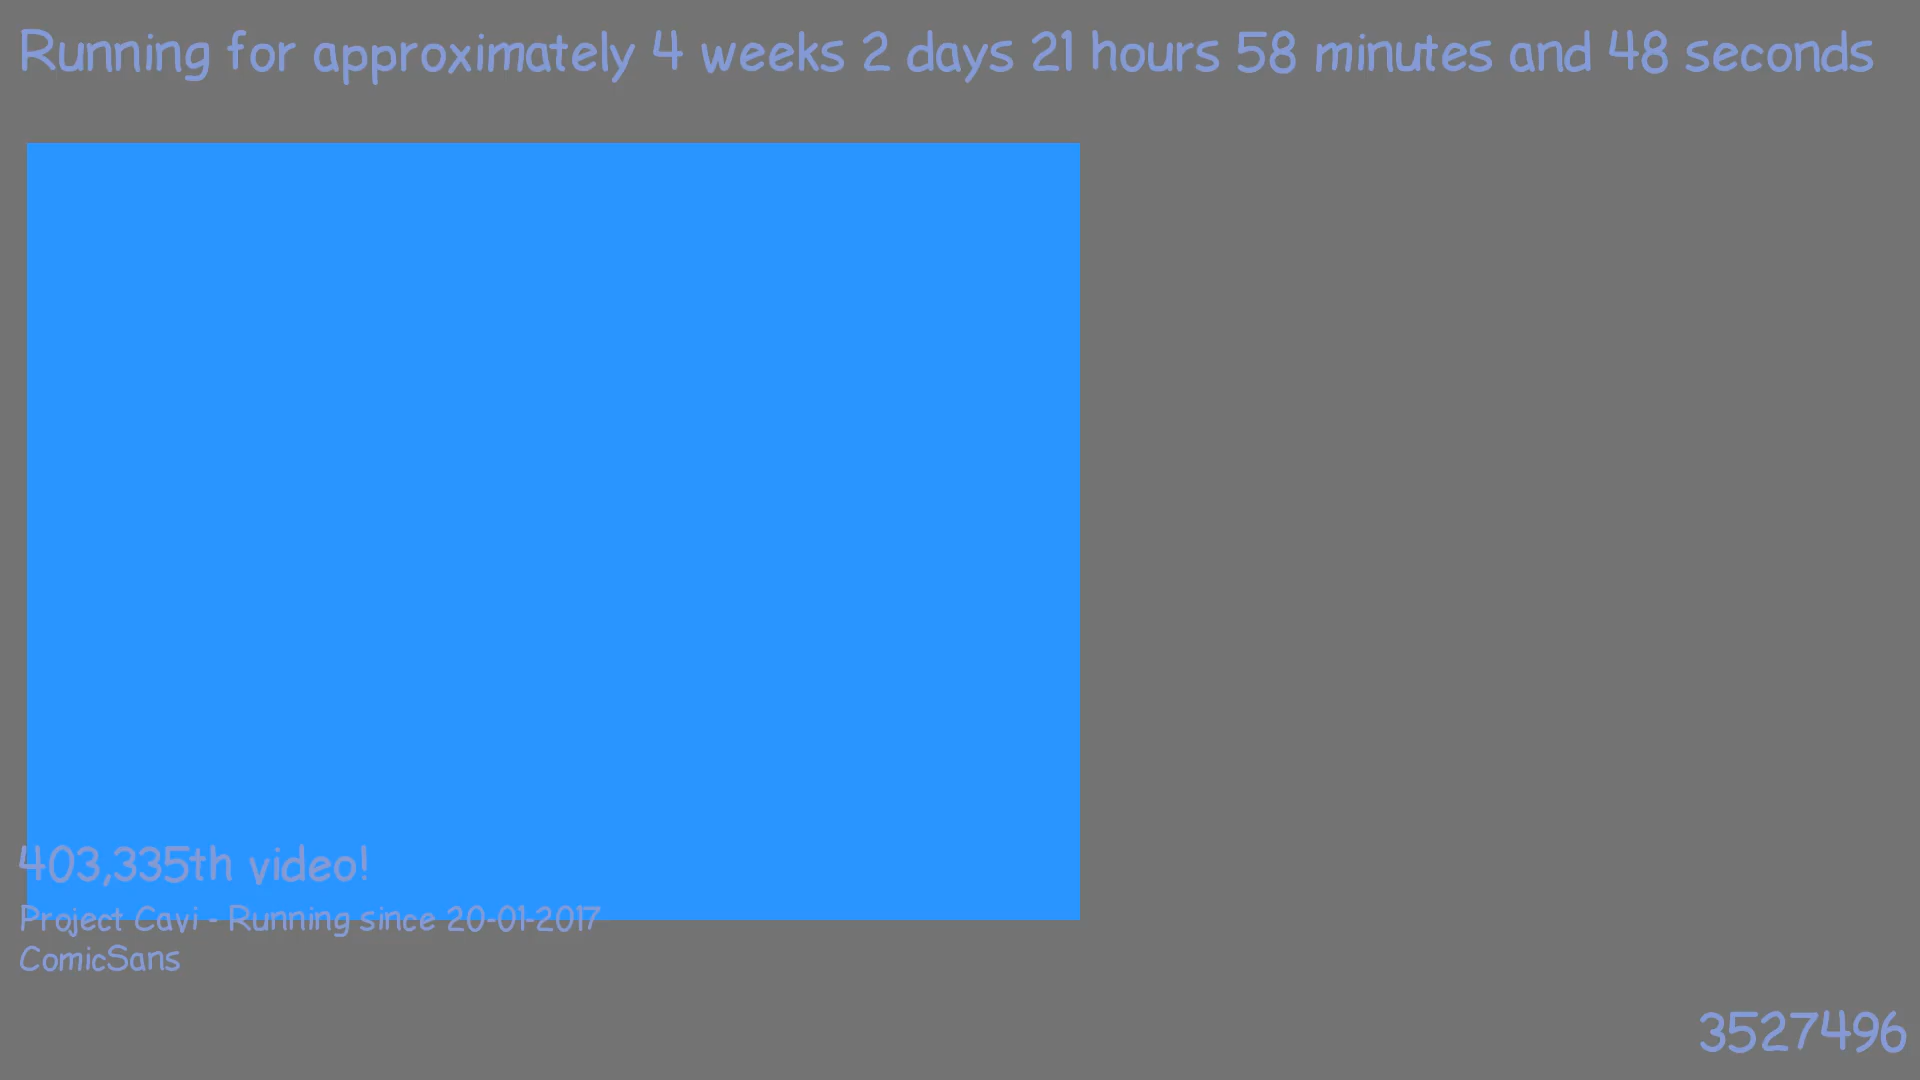 Running for approximately 4 weeks 2 days 21 hours 58 minutes and 48 seconds
403,335th video!
Project Cavi - Running since 20-01-2017
ComicSans
3527496